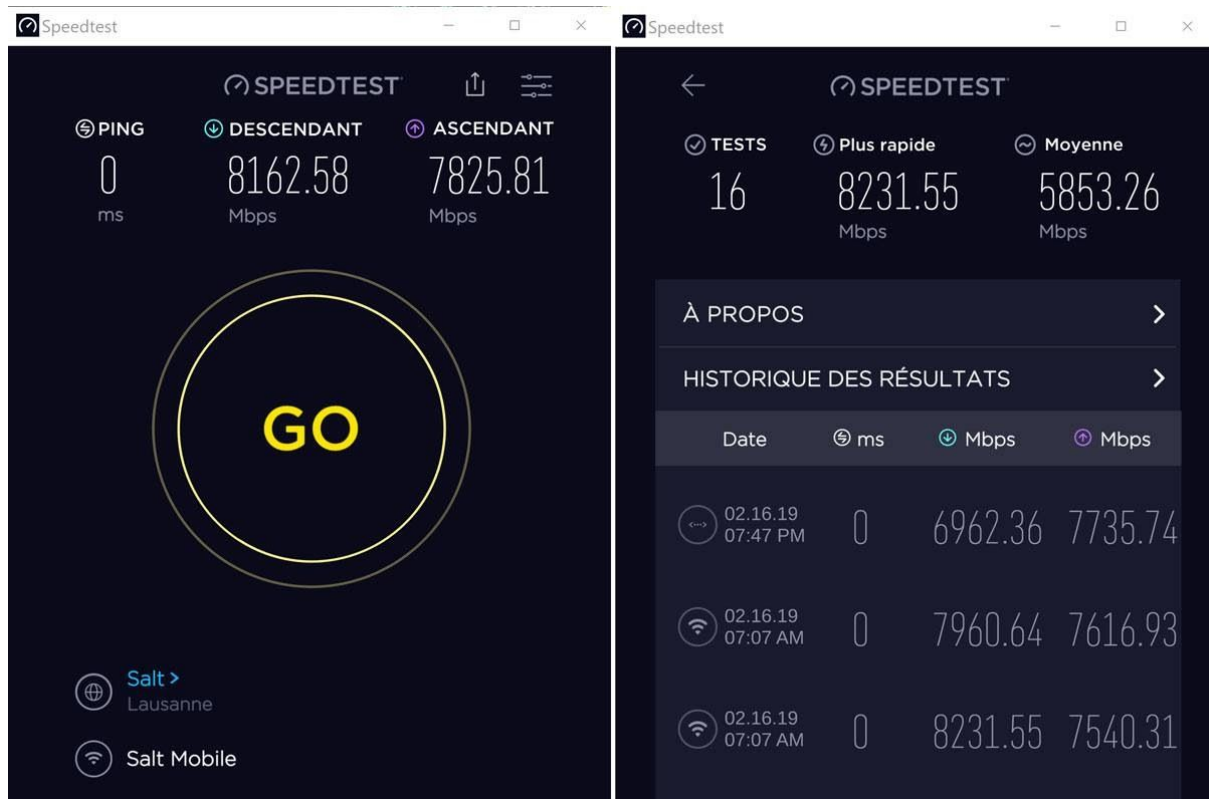 Speedtest
SPEEDTEST
PING DESCENDANT ASCENDANT
0 8162.58 7825.81
ms Mbps Mbps
GO
Salt >
Lausanne
Salt Mobile
Speedtest
SPEEDTEST
TESTS Plus rapide Moyenne
16 8231.55 5853.26
Mbps Mbps
À PROPOS
HISTORIQUE DES RÉSULTATS
Date ms Mbps Mbps
02.16.19
07:47 PM 0 6962.36 7735.74
02.16.19
07:07 AM 0 7960.64 7616.93
02.16.19
07:07 AM 0 8231.55 7540.31